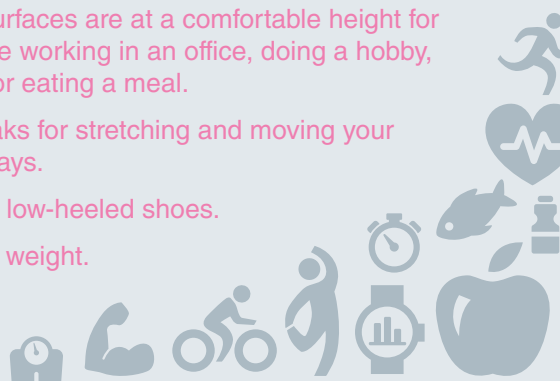 urfaces are at a comfortable height for
e working in an office, doing a hobby,
or eating a meal.
aks for stretching and moving your
ays.
low-heeled shoes.
weight.